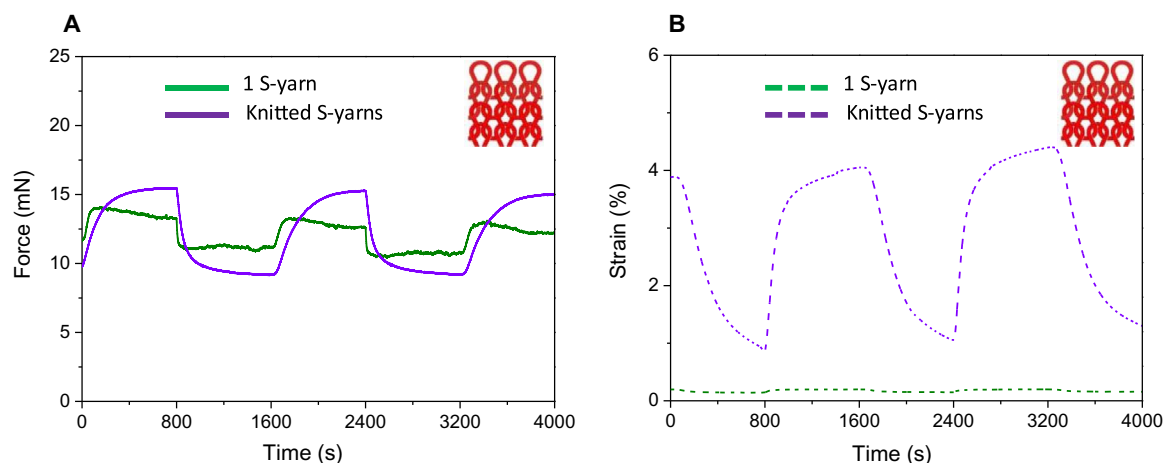 A
25
20
15
10
5
0
Force (mN)
1 S-yarn
Knitted S-yarns
0 800 1600 2400 3200 4000
Time (s)
B
6
4
2
0
Strain (%)
1 S-yarn
Knitted S-yarns
0 800 1600 2400 3200 4000
Time (s)